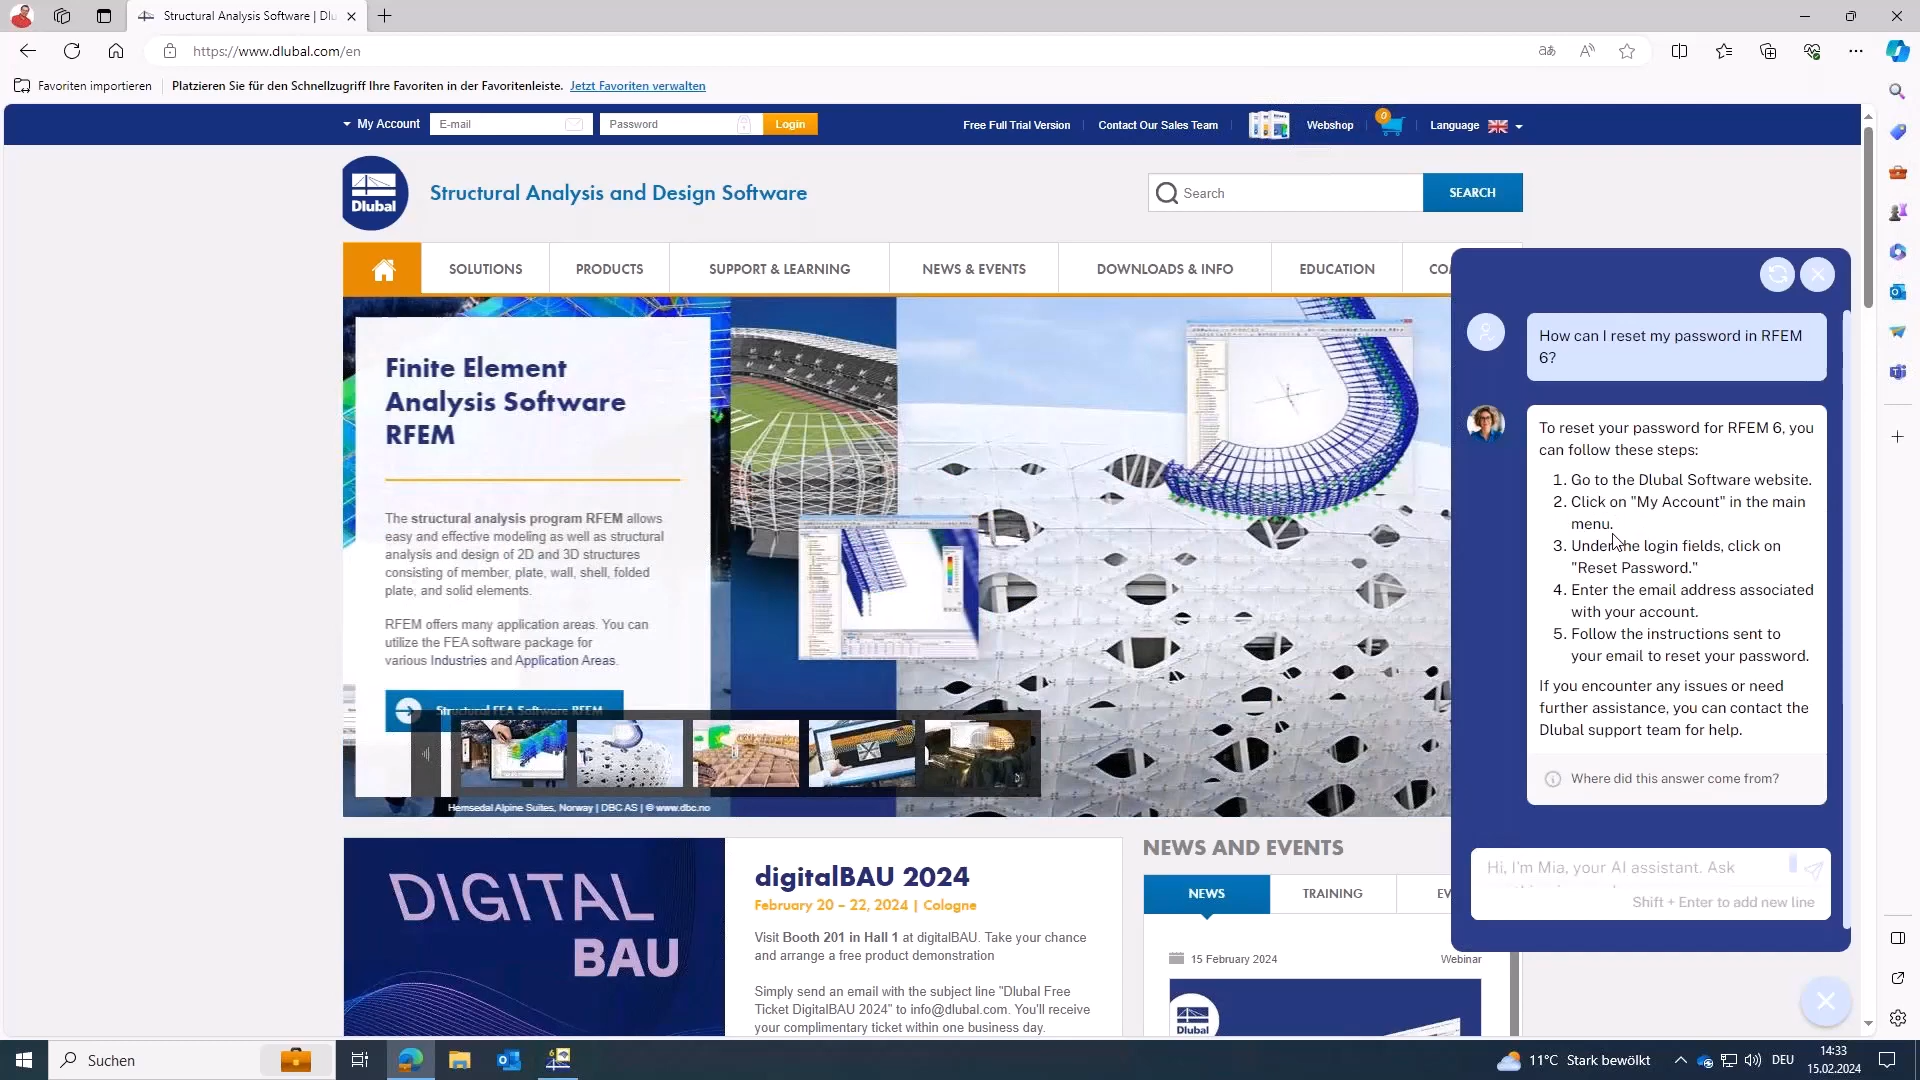 Structural Analysis Software | Dlu
https://www.dlubal.com/en
Favoriten importieren
Platzieren Sie für den Schnellzugriff Ihre Favoriten in der Favoritenleiste. Jetzt Favoriten verwalten
My Account
E-mail
Password
Login
Free Full Trial Version
Contact Our Sales Team
Webshop
0
Language
Dlubal
Structural Analysis and Design Software
Search
SEARCH
SOLUTIONS
PRODUCTS
SUPPORT & LEARNING
NEWS & EVENTS
DOWNLOADS & INFO
EDUCATION
CO
Finite Element
Analysis Software
RFEM
The structural analysis program RFEM allows
easy and effective modeling as well as structural
analysis and design of 2D and 3D structures
consisting of member, plate, wall, shell, folded
plate, and solid elements.
RFEM offers many application areas. You can
utilize the FEA software package for
various Industries and Application Areas.
Structural FEA Software RFEM
Hemsedal Alpine Suites, Norway | DBC AS | © www.dbc.no
DIGITAL
BAU
digitalBAU 2024
February 20 – 22, 2024 | Cologne
Visit Booth 201 in Hall 1 at digitalBAU. Take your chance
and arrange a free product demonstration
Simply send an email with the subject line "Dlubal Free
Ticket DigitalBAU 2024" to info@dlubal.com. You'll receive
your complimentary ticket within one business day.
NEWS AND EVENTS
NEWS
TRAINING
EV
15 February 2024
Webinar
Dlubal
How can I reset my password in RFEM
6?
To reset your password for RFEM 6, you
can follow these steps:
1. Go to the Dlubal Software website.
2. Click on "My Account" in the main
menu.
3. Under the login fields, click on
"Reset Password."
4. Enter the email address associated
with your account.
5. Follow the instructions sent to
your email to reset your password.
If you encounter any issues or need
further assistance, you can contact the
Dlubal support team for help.
Where did this answer come from?
Hi, I'm Mia, your AI assistant. Ask
Shift + Enter to add new line
Suchen
11°C Stark bewölkt
DEU
14:33
15.02.2024